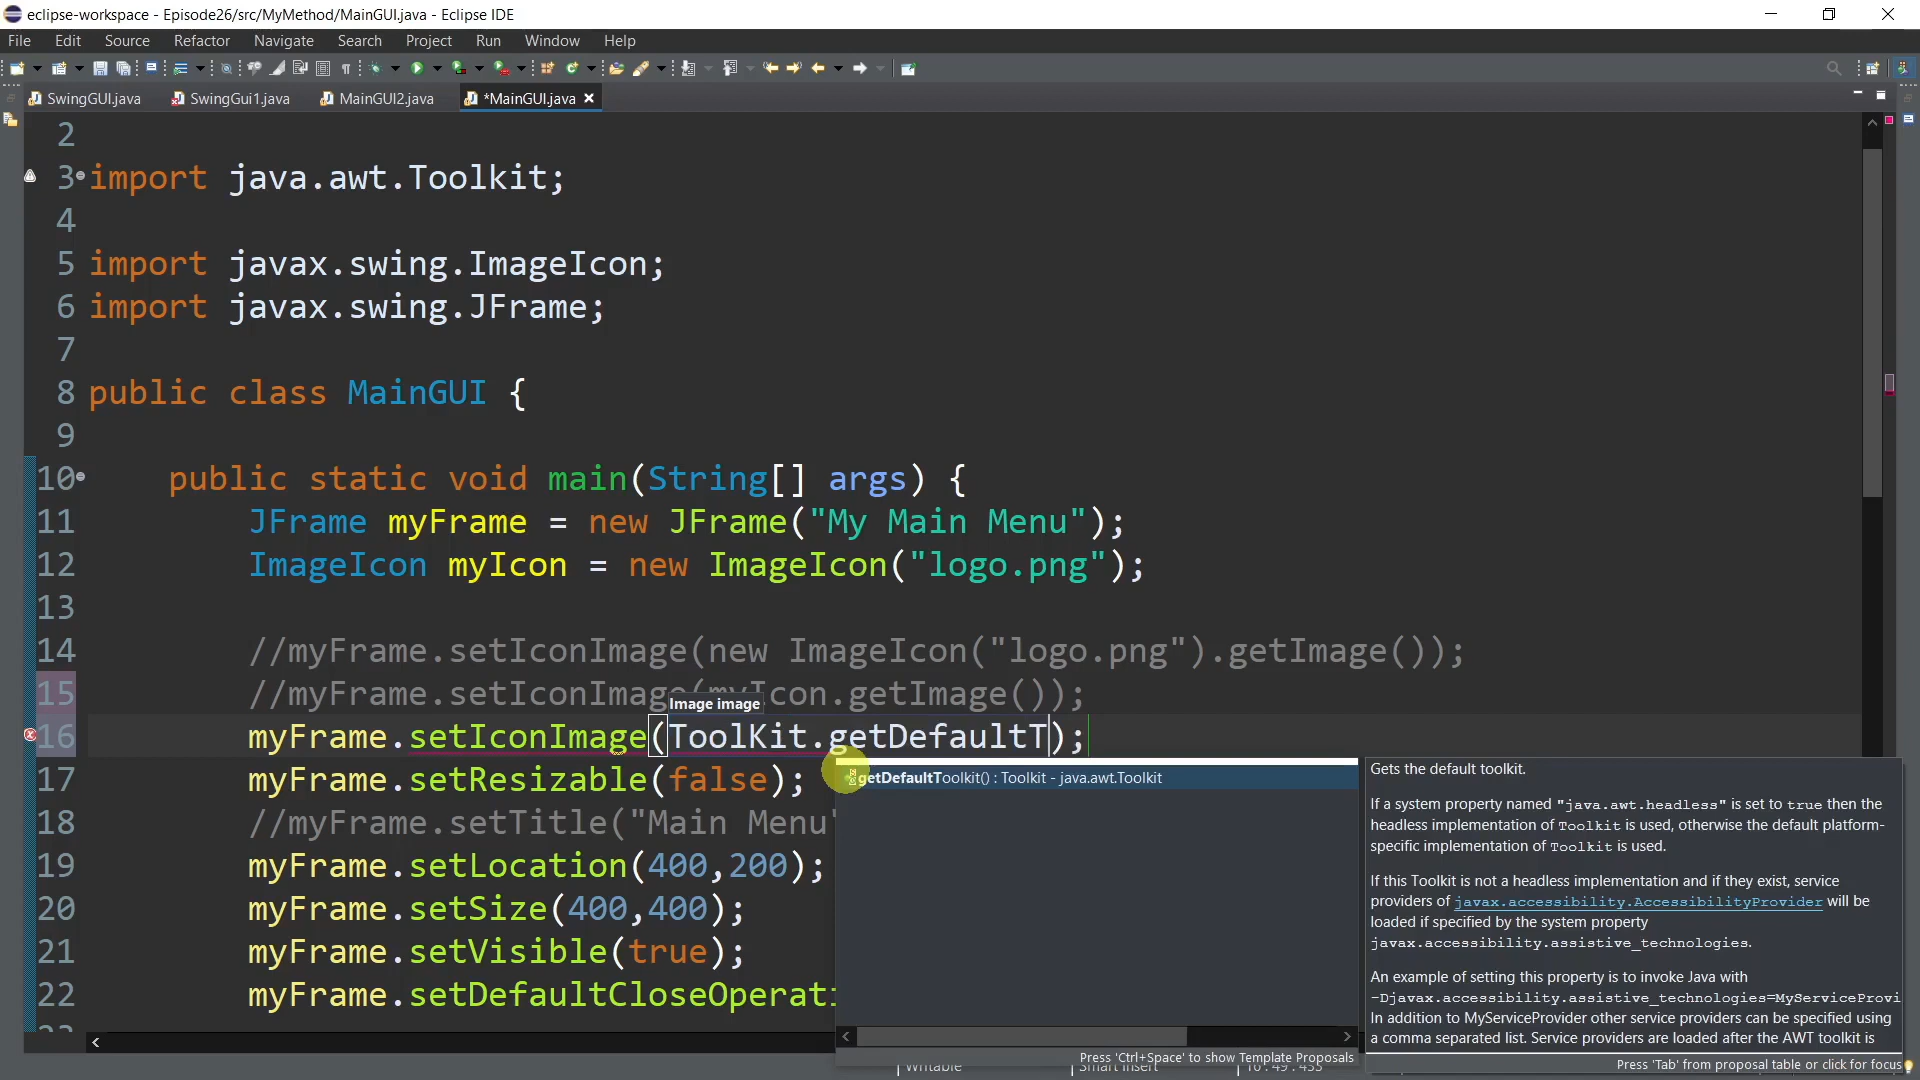 eclipse-workspace - Episode26/src/MyMethod/MainGUI.java - Eclipse IDE
File Edit Source Refactor Navigate Search Project Run Window Help
SwingGUI.java SwingGui1.java MainGUI2.java *MainGUI.java
2
3 import java.awt.Toolkit;
4
5 import javax.swing.ImageIcon;
6 import javax.swing.JFrame;
7
8 public class MainGUI {
9
10 public static void main(String[] args) {
11 JFrame myFrame = new JFrame("My Main Menu");
12 ImageIcon myIcon = new ImageIcon("logo.png");
13
14 //myFrame.setIconImage(new ImageIcon("logo.png").getImage());
15 //myFrame.setIconImage(myIcon.getImage());
Image image
16 myFrame.setIconImage(ToolKit.getDefaultT);
17 myFrame.setResizable(false);
18 //myFrame.setTitle("Main Menu"
19 myFrame.setLocation(400,200);
20 myFrame.setSize(400,400);
21 myFrame.setVisible(true);
22 myFrame.setDefaultCloseOperati
getDefaultToolkit() : Toolkit - java.awt.Toolkit
Press 'Ctrl+Space' to show Template Proposals
Gets the default toolkit.
If a system property named "java.awt.headless" is set to true then the
headless implementation of Toolkit is used, otherwise the default platform-
specific implementation of Toolkit is used.
If this Toolkit is not a headless implementation and if they exist, service
providers of javax.accessibility.AccessibilityProvider will be
loaded if specified by the system property
javax.accessibility.assistive_technologies.
An example of setting this property is to invoke Java with
-Djavax.accessibility.assistive_technologies=MyServiceProvi
In addition to MyServiceProvider other service providers can be specified using
a comma separated list. Service providers are loaded after the AWT toolkit is
Press 'Tab' from proposal table or click for focus
Writable Smart Insert